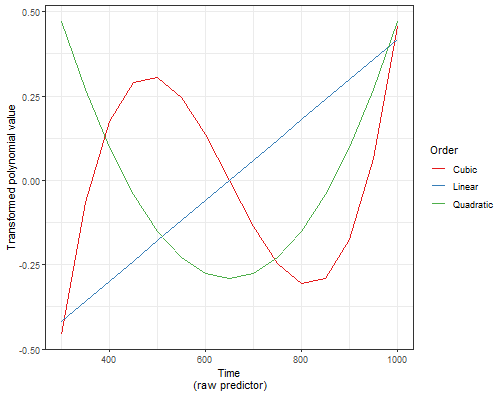 0.50
0.25
0.00
-0.25
-0.50
Transformed polynomial value
400
600
800
1000
Time
(raw predictor)
Order
Cubic
Linear
Quadratic